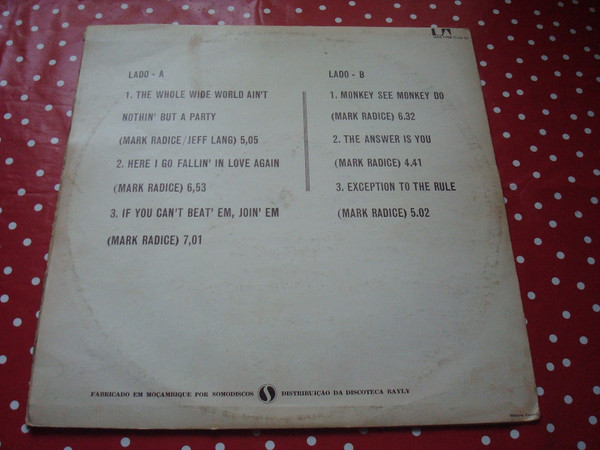 UA
LADO - A
1. THE WHOLE WIDE WORLD AIN'T
NOTHIN' BUT A PARTY
(MARK RADICE/JEFF LANG) 5,05
2. HERE I GO FALLIN' IN LOVE AGAIN
(MARK RADICE) 6,53
3. IF YOU CAN'T BEAT' EM, JOIN' EM
(MARK RADICE) 7,01
LADO - B
1. MONKEY SEE MONKEY DO
(MARK RADICE) 6.32
2. THE ANSWER IS YOU
(MARK RADICE) 4.41
3. EXCEPTION TO THE RULE
(MARK RADICE) 5.02
FABRICADO EM MOÇAMBIQUE POR SOMODISCOS S DISTRIBUIÇÃO DA DISCOTECA BAYLY